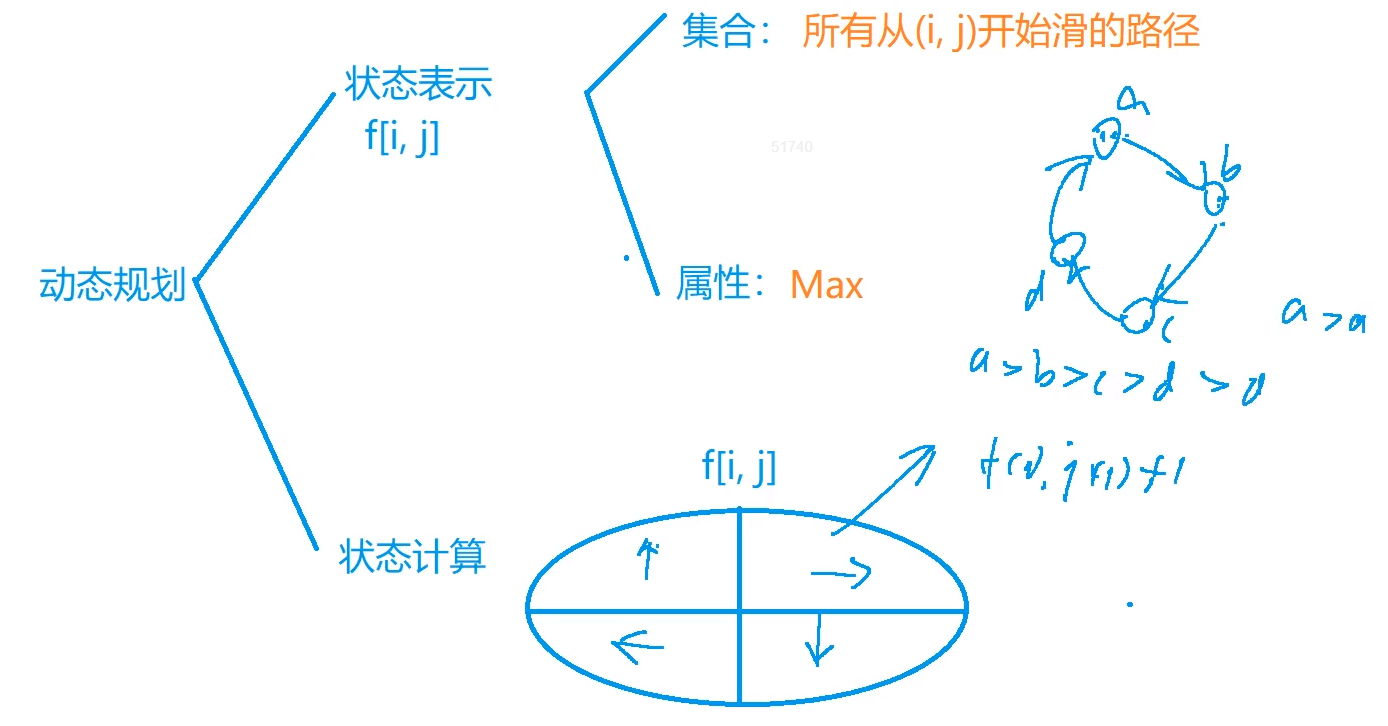 集合： 所有从(i, j)开始滑的路径
状态表示
f[i, j]
a
51740
b
动态规划
属性：Max
d
c
a > a
a > b > c > d > a
f[i, j]
f(i, j+1)+1
状态计算